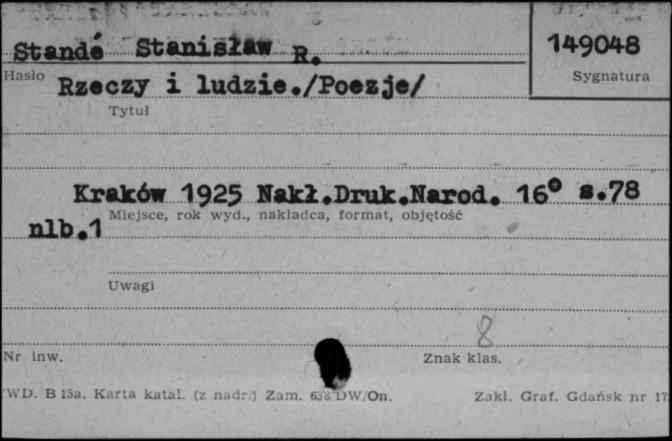 Standé Stanisław R.
149048
Hasło
Sygnatura
Rzeczy i ludzie./Poezje/
Tytuł
Kraków 1925 Nakł.Druk.Narod. 16° s.78
Miejsce, rok wyd., nakładca, format, objętość
nlb.1
Uwagi
8
Nr inw.
Znak klas.
WD. B 15a. Karta katal. (z nadr.) Zam. DW/On.
Zakł. Graf. Gdańsk nr 17